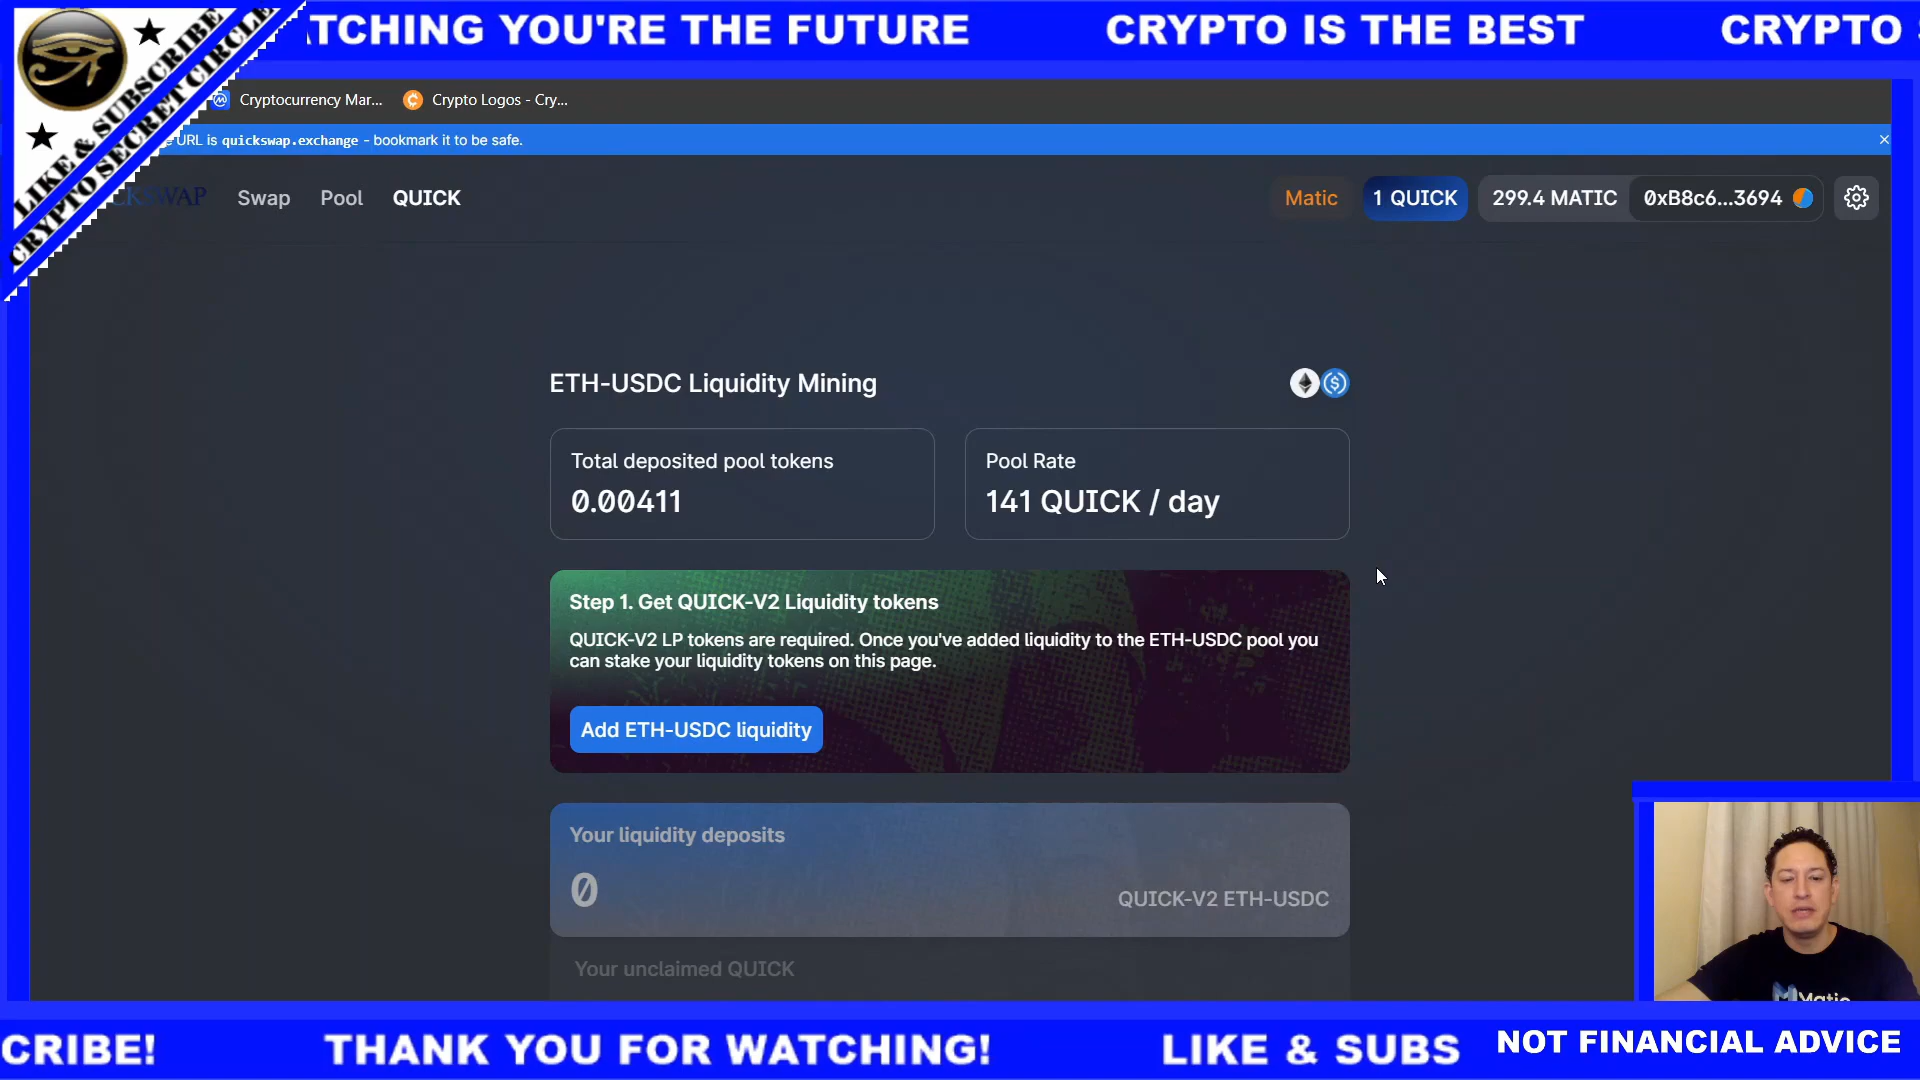 TCHING YOU'RE THE FUTURE CRYPTO IS THE BEST CRYPTO
LIKE & SUBSCRIBE
CRYPTO SECRET CIRCLE
Cryptocurrency Mar... Crypto Logos - Cry...
URL is quickswap.exchange - bookmark it to be safe.
CKSWAP Swap Pool QUICK Matic 1 QUICK 299.4 MATIC 0xB8c6...3694
ETH-USDC Liquidity Mining
Total deposited pool tokens
0.00411
Pool Rate
141 QUICK / day
Step 1. Get QUICK-V2 Liquidity tokens
QUICK-V2 LP tokens are required. Once you've added liquidity to the ETH-USDC pool you
can stake your liquidity tokens on this page.
Add ETH-USDC liquidity
Your liquidity deposits
0
QUICK-V2 ETH-USDC
Your unclaimed QUICK
Matic
CRIBE! THANK YOU FOR WATCHING! LIKE & SUBS NOT FINANCIAL ADVICE